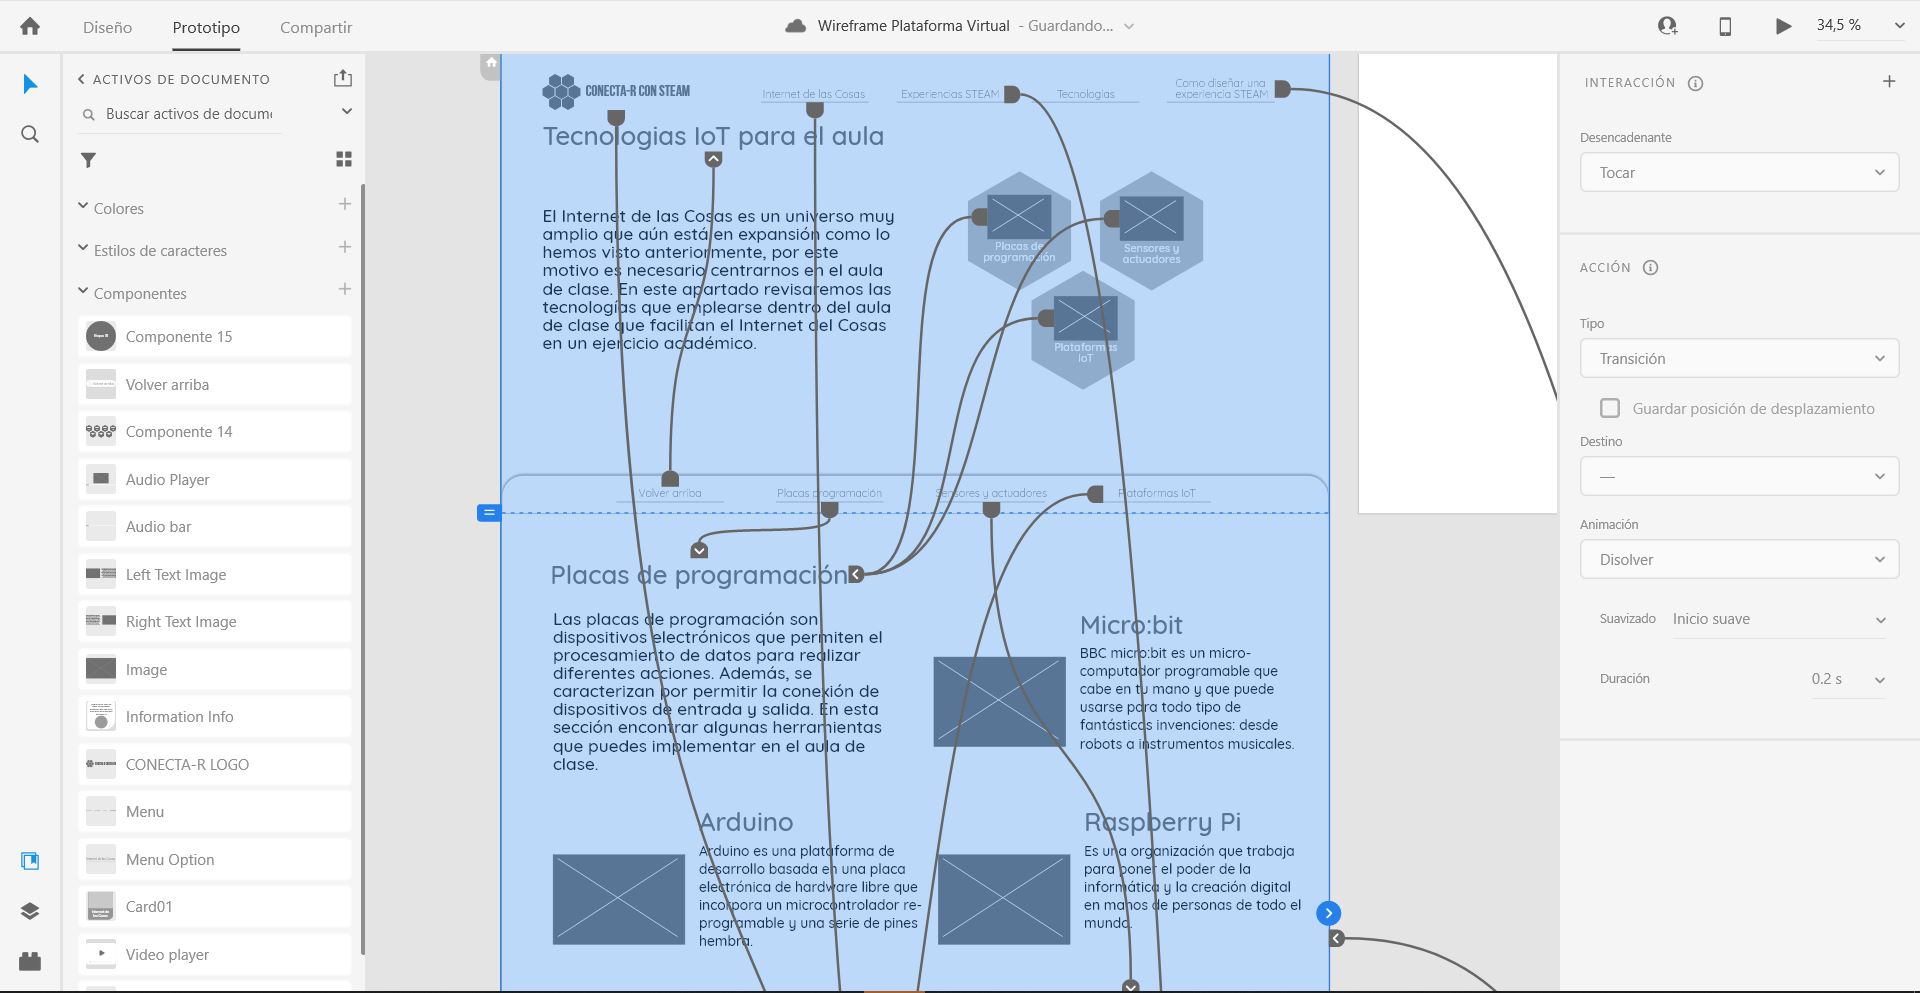 Diseño
Prototipo
Compartir
Wireframe Plataforma Virtual - Guardando...
34,5 %
ACTIVOS DE DOCUMENTO
Buscar activos de docume
Colores
Estilos de caracteres
Componentes
Componente 15
Volver arriba
Componente 14
Audio Player
Audio bar
Left Text Image
Right Text Image
Image
Information Info
CONECTA-R LOGO
Menu
Menu Option
Card01
Video player
CONECTA-R CON STEAM
Internet de las Cosas
Experiencias STEAM
Tecnologias
Como diseñar una
experiencia STEAM
Tecnologias IoT para el aula
El Internet de las Cosas es un universo muy
amplio que aún está en expansión como lo
hemos visto anteriormente, por este
motivo es necesario centrarnos en el aula
de clase. En este apartado revisaremos las
tecnologías que emplearse dentro del aula
de clase que facilitan el Internet del Cosas
en un ejercicio académico.
Placas de
programación
Sensores y
actuadores
Plataformas
IoT
Volver arriba
Placas programación
Sensores y actuadores
Plataformas IoT
Placas de programación
Las placas de programación son
dispositivos electrónicos que permiten el
procesamiento de datos para realizar
diferentes acciones. Además, se
caracterizan por permitir la conexión de
dispositivos de entrada y salida. En esta
sección encontrar algunas herramientas
que puedes implementar en el aula de
clase.
Micro:bit
BBC micro:bit es un micro-
computador programable que
cabe en tu mano y que puede
usarse para todo tipo de
fantásticas invenciones: desde
robots a instrumentos musicales.
Arduino
Arduino es una plataforma de
desarrollo basada en una placa
electrónica de hardware libre que
incorpora un microcontrolador re-
programable y una serie de pines
hembra.
Raspberry Pi
Es una organización que trabaja
para poner el poder de la
informática y la creación digital
en manos de personas de todo el
mundo.
INTERACCIÓN
Desencadenante
Tocar
ACCIÓN
Tipo
Transición
Guardar posición de desplazamiento
Destino
—
Animación
Disolver
Suavizado Inicio suave
Duración 0.2 s